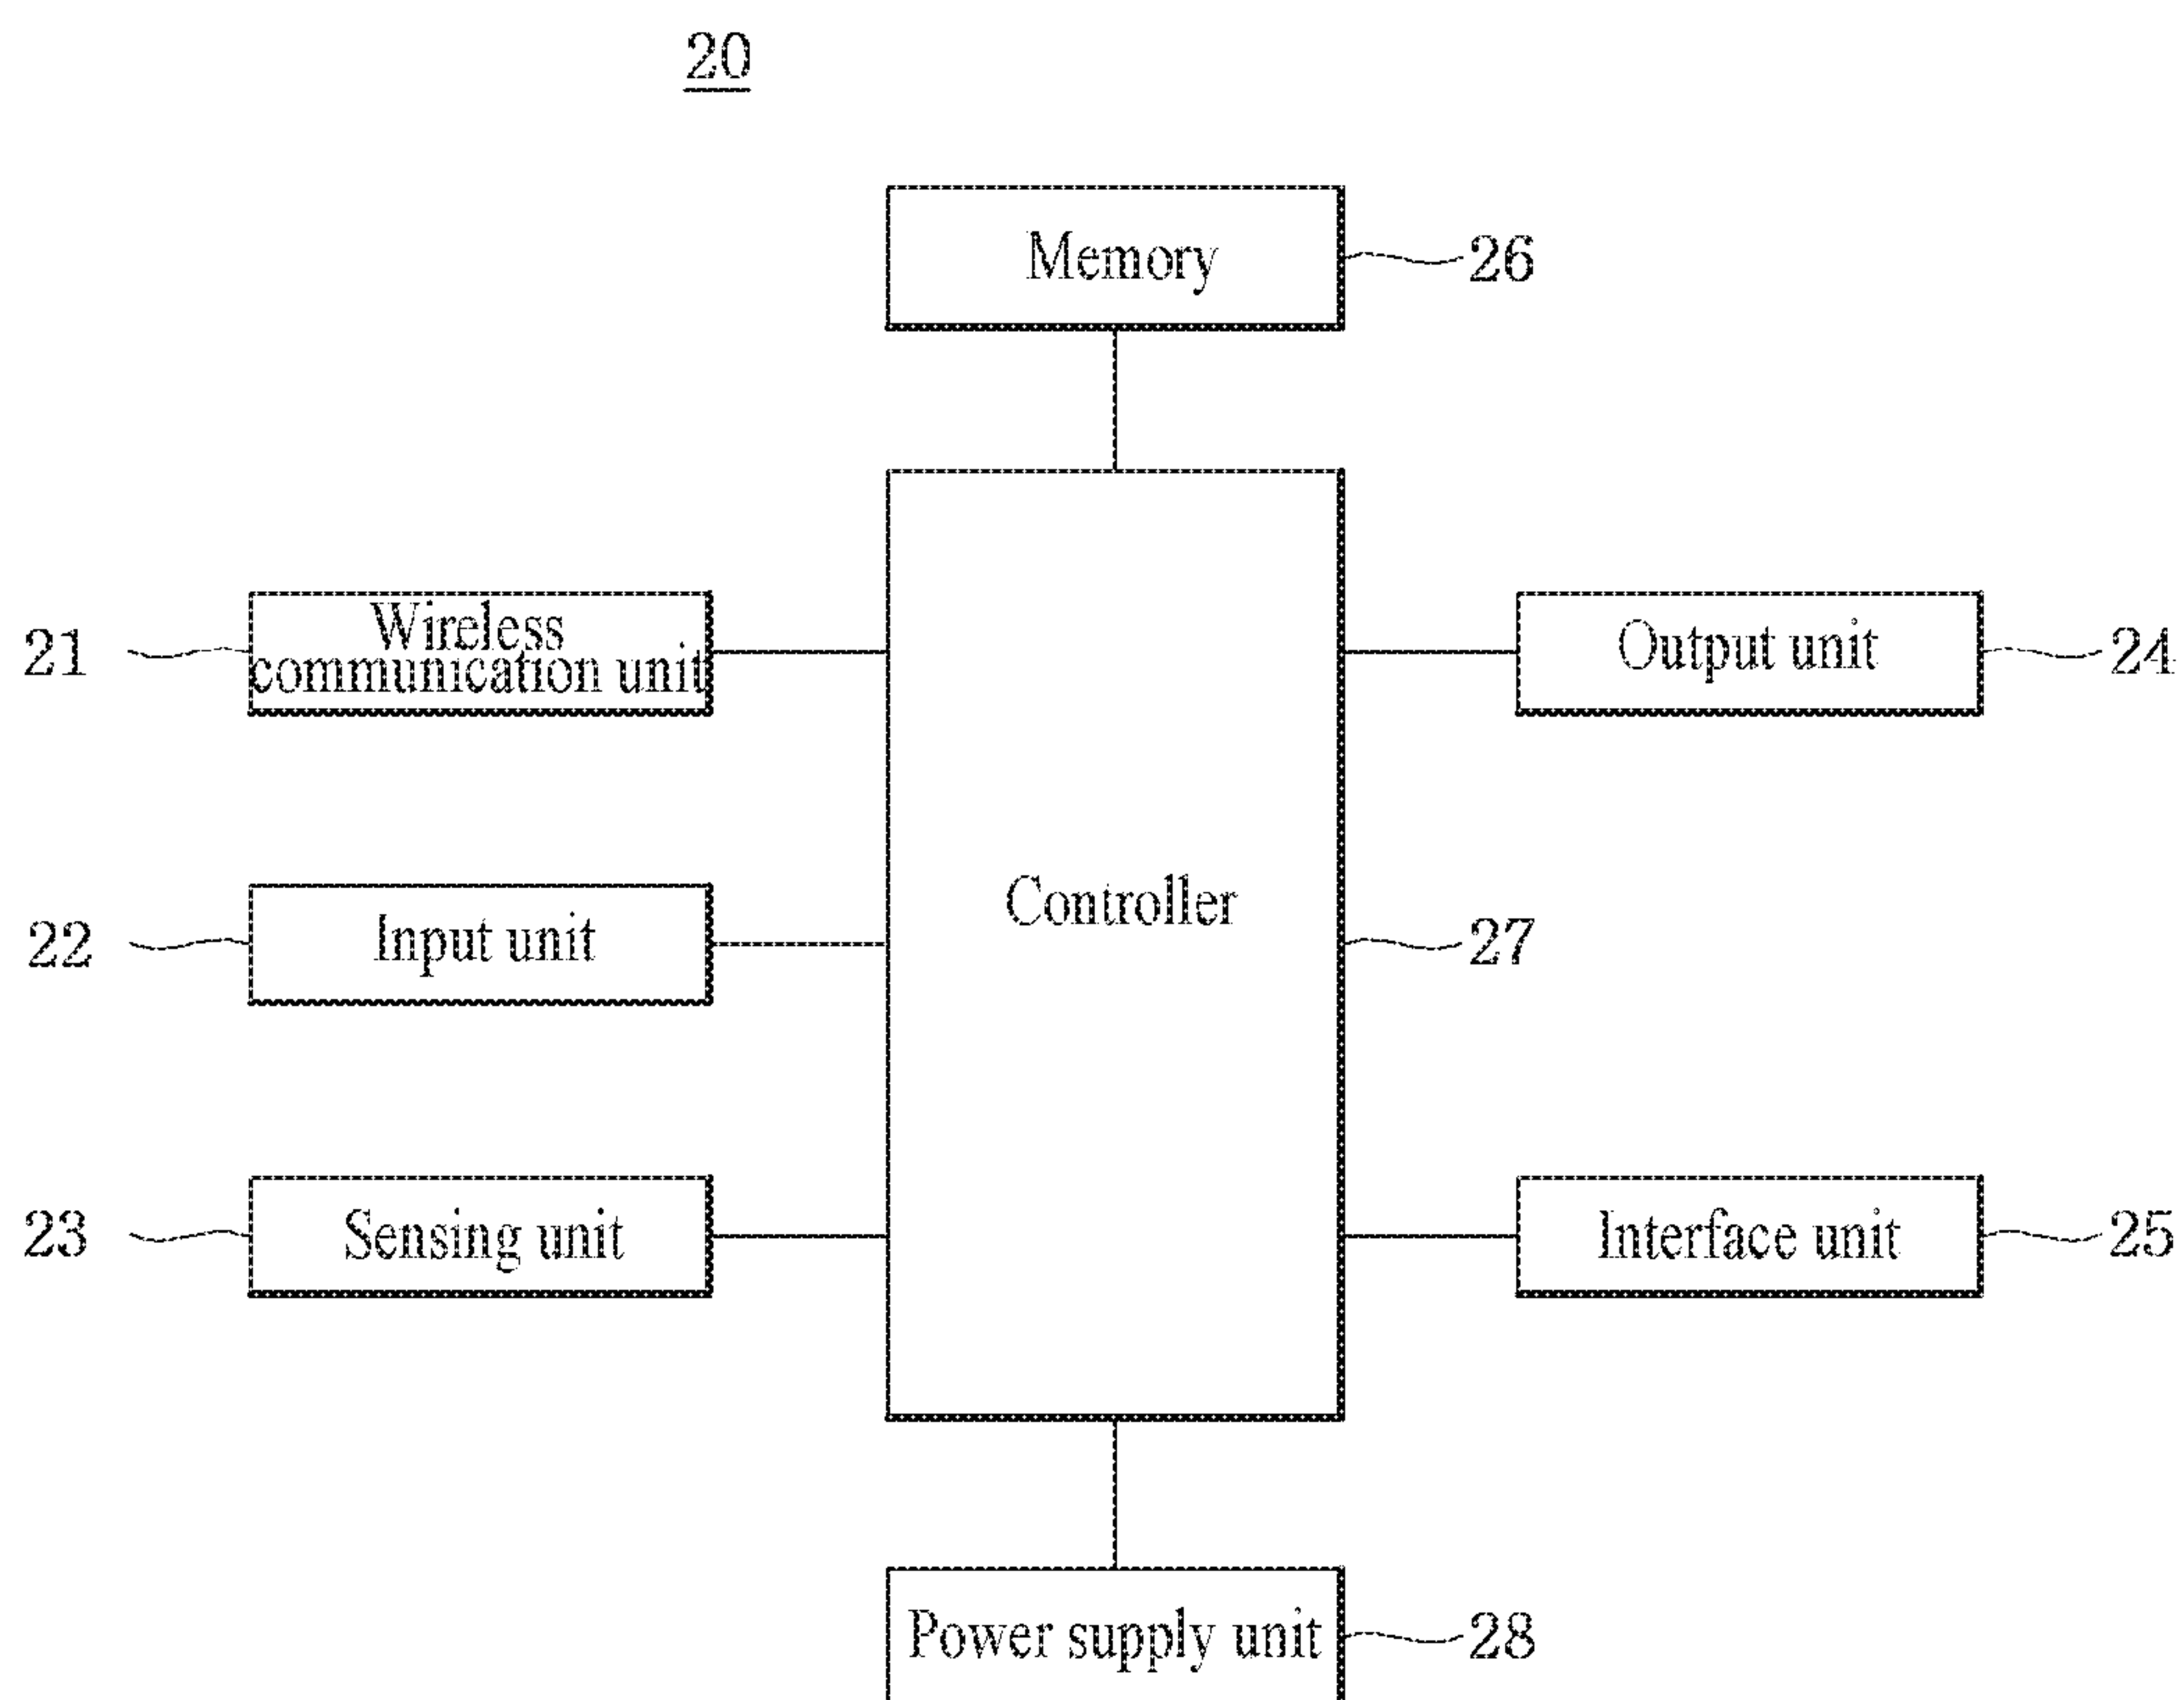 20
Memory
26
21
Wireless
communication unit
Output unit
24
22
Input unit
Controller
27
23
Sensing unit
Interface unit
25
Power supply unit
28